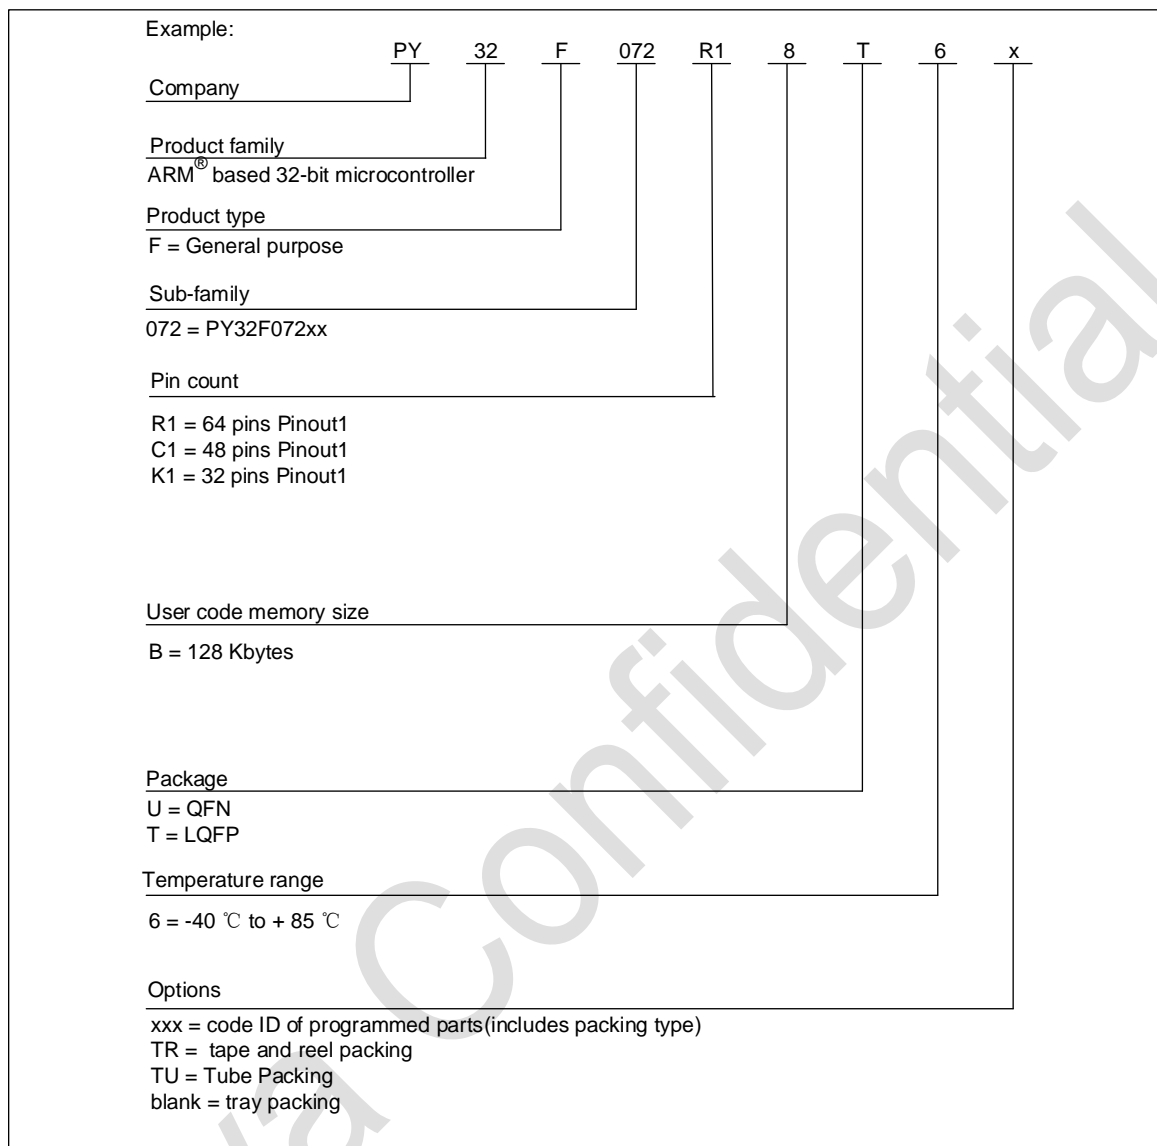 Example:
PY 32 F 072 R1 8 T 6 x
Company
Product family
ARM® based 32-bit microcontroller
Product type
F = General purpose
Sub-family
072 = PY32F072xx
Pin count
R1 = 64 pins Pinout1
C1 = 48 pins Pinout1
K1 = 32 pins Pinout1
User code memory size
B = 128 Kbytes
Package
U = QFN
T = LQFP
Temperature range
6 = -40 ℃ to + 85 ℃
Options
xxx = code ID of programmed parts(includes packing type)
TR = tape and reel packing
TU = Tube Packing
blank = tray packing
Confidential